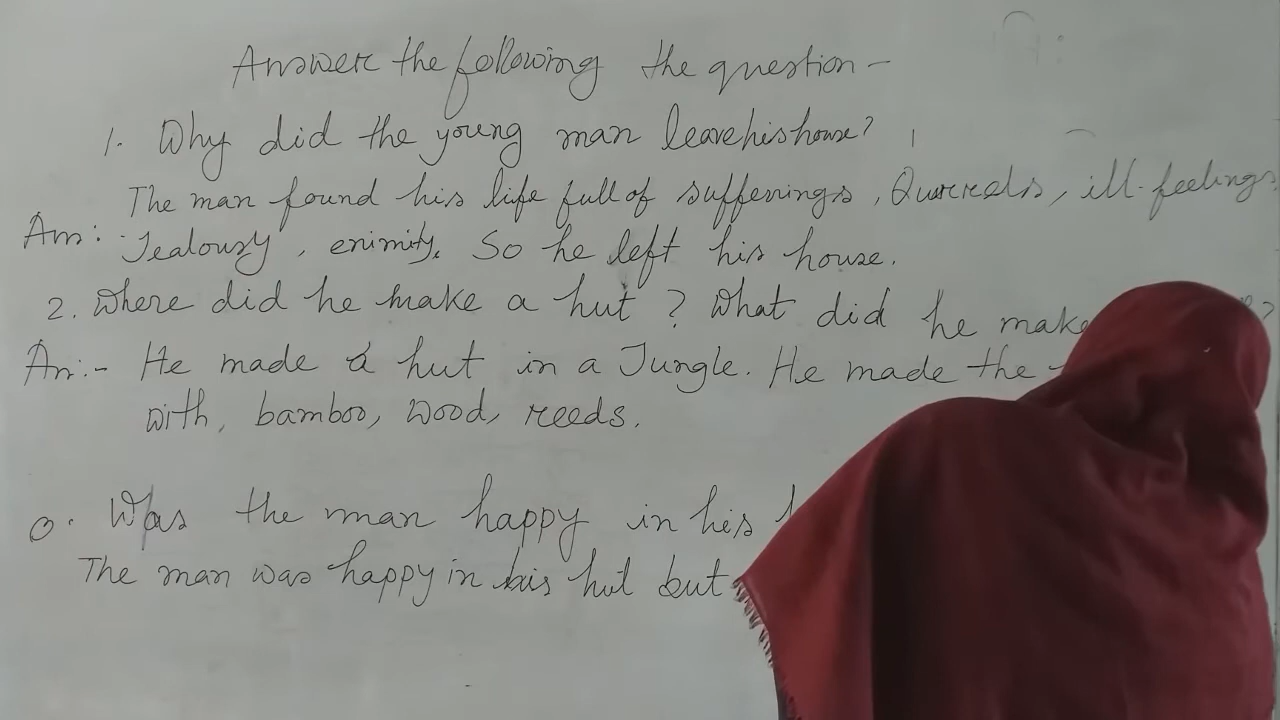 Answer the following the question -
1. Why did the young man leave his house?
The man found his life full of sufferings, Quarrels, ill-feelings
Ans: Jealousy, enimity. So he left his house.
2. Where did he make a hut? What did he make
An:- He made a hut in a Jungle. He made the
with, bamboo, wood, reeds.
0. Was the man happy in his
The man was happy in his hut but